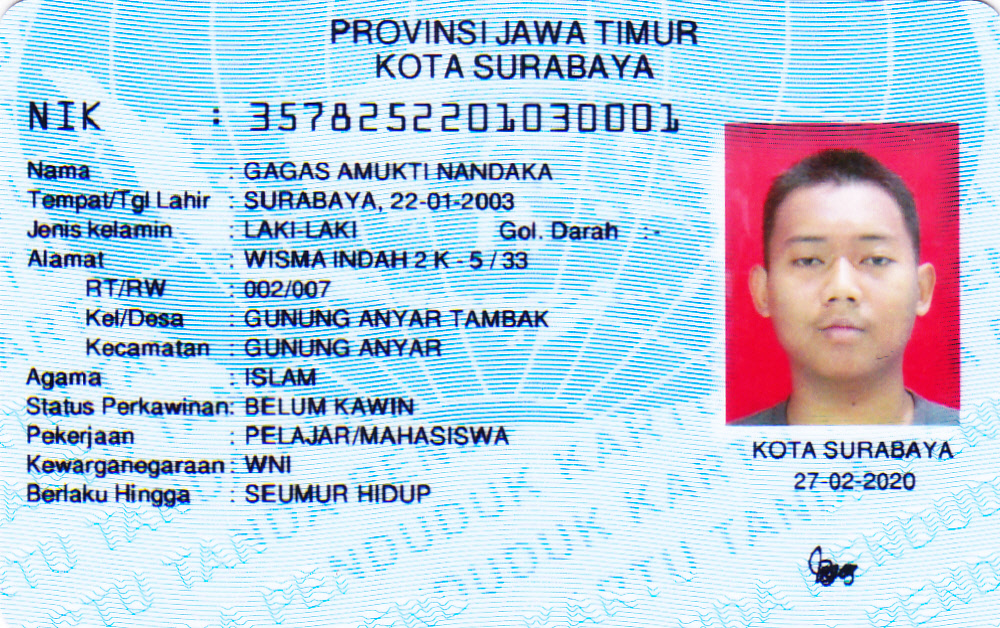 PROVINSI JAWA TIMUR
KOTA SURABAYA
NIK : 3578252201030001
Nama : GAGAS AMUKTI NANDAKA
Tempat/Tgl Lahir : SURABAYA, 22-01-2003
Jenis kelamin : LAKI-LAKI Gol. Darah : -
Alamat : WISMA INDAH 2 K - 5 / 33
RT/RW : 002/007
Kel/Desa : GUNUNG ANYAR TAMBAK
Kecamatan : GUNUNG ANYAR
Agama : ISLAM
Status Perkawinan: BELUM KAWIN
Pekerjaan : PELAJAR/MAHASISWA
Kewarganegaraan : WNI
Berlaku Hingga : SEUMUR HIDUP
KOTA SURABAYA
27-02-2020